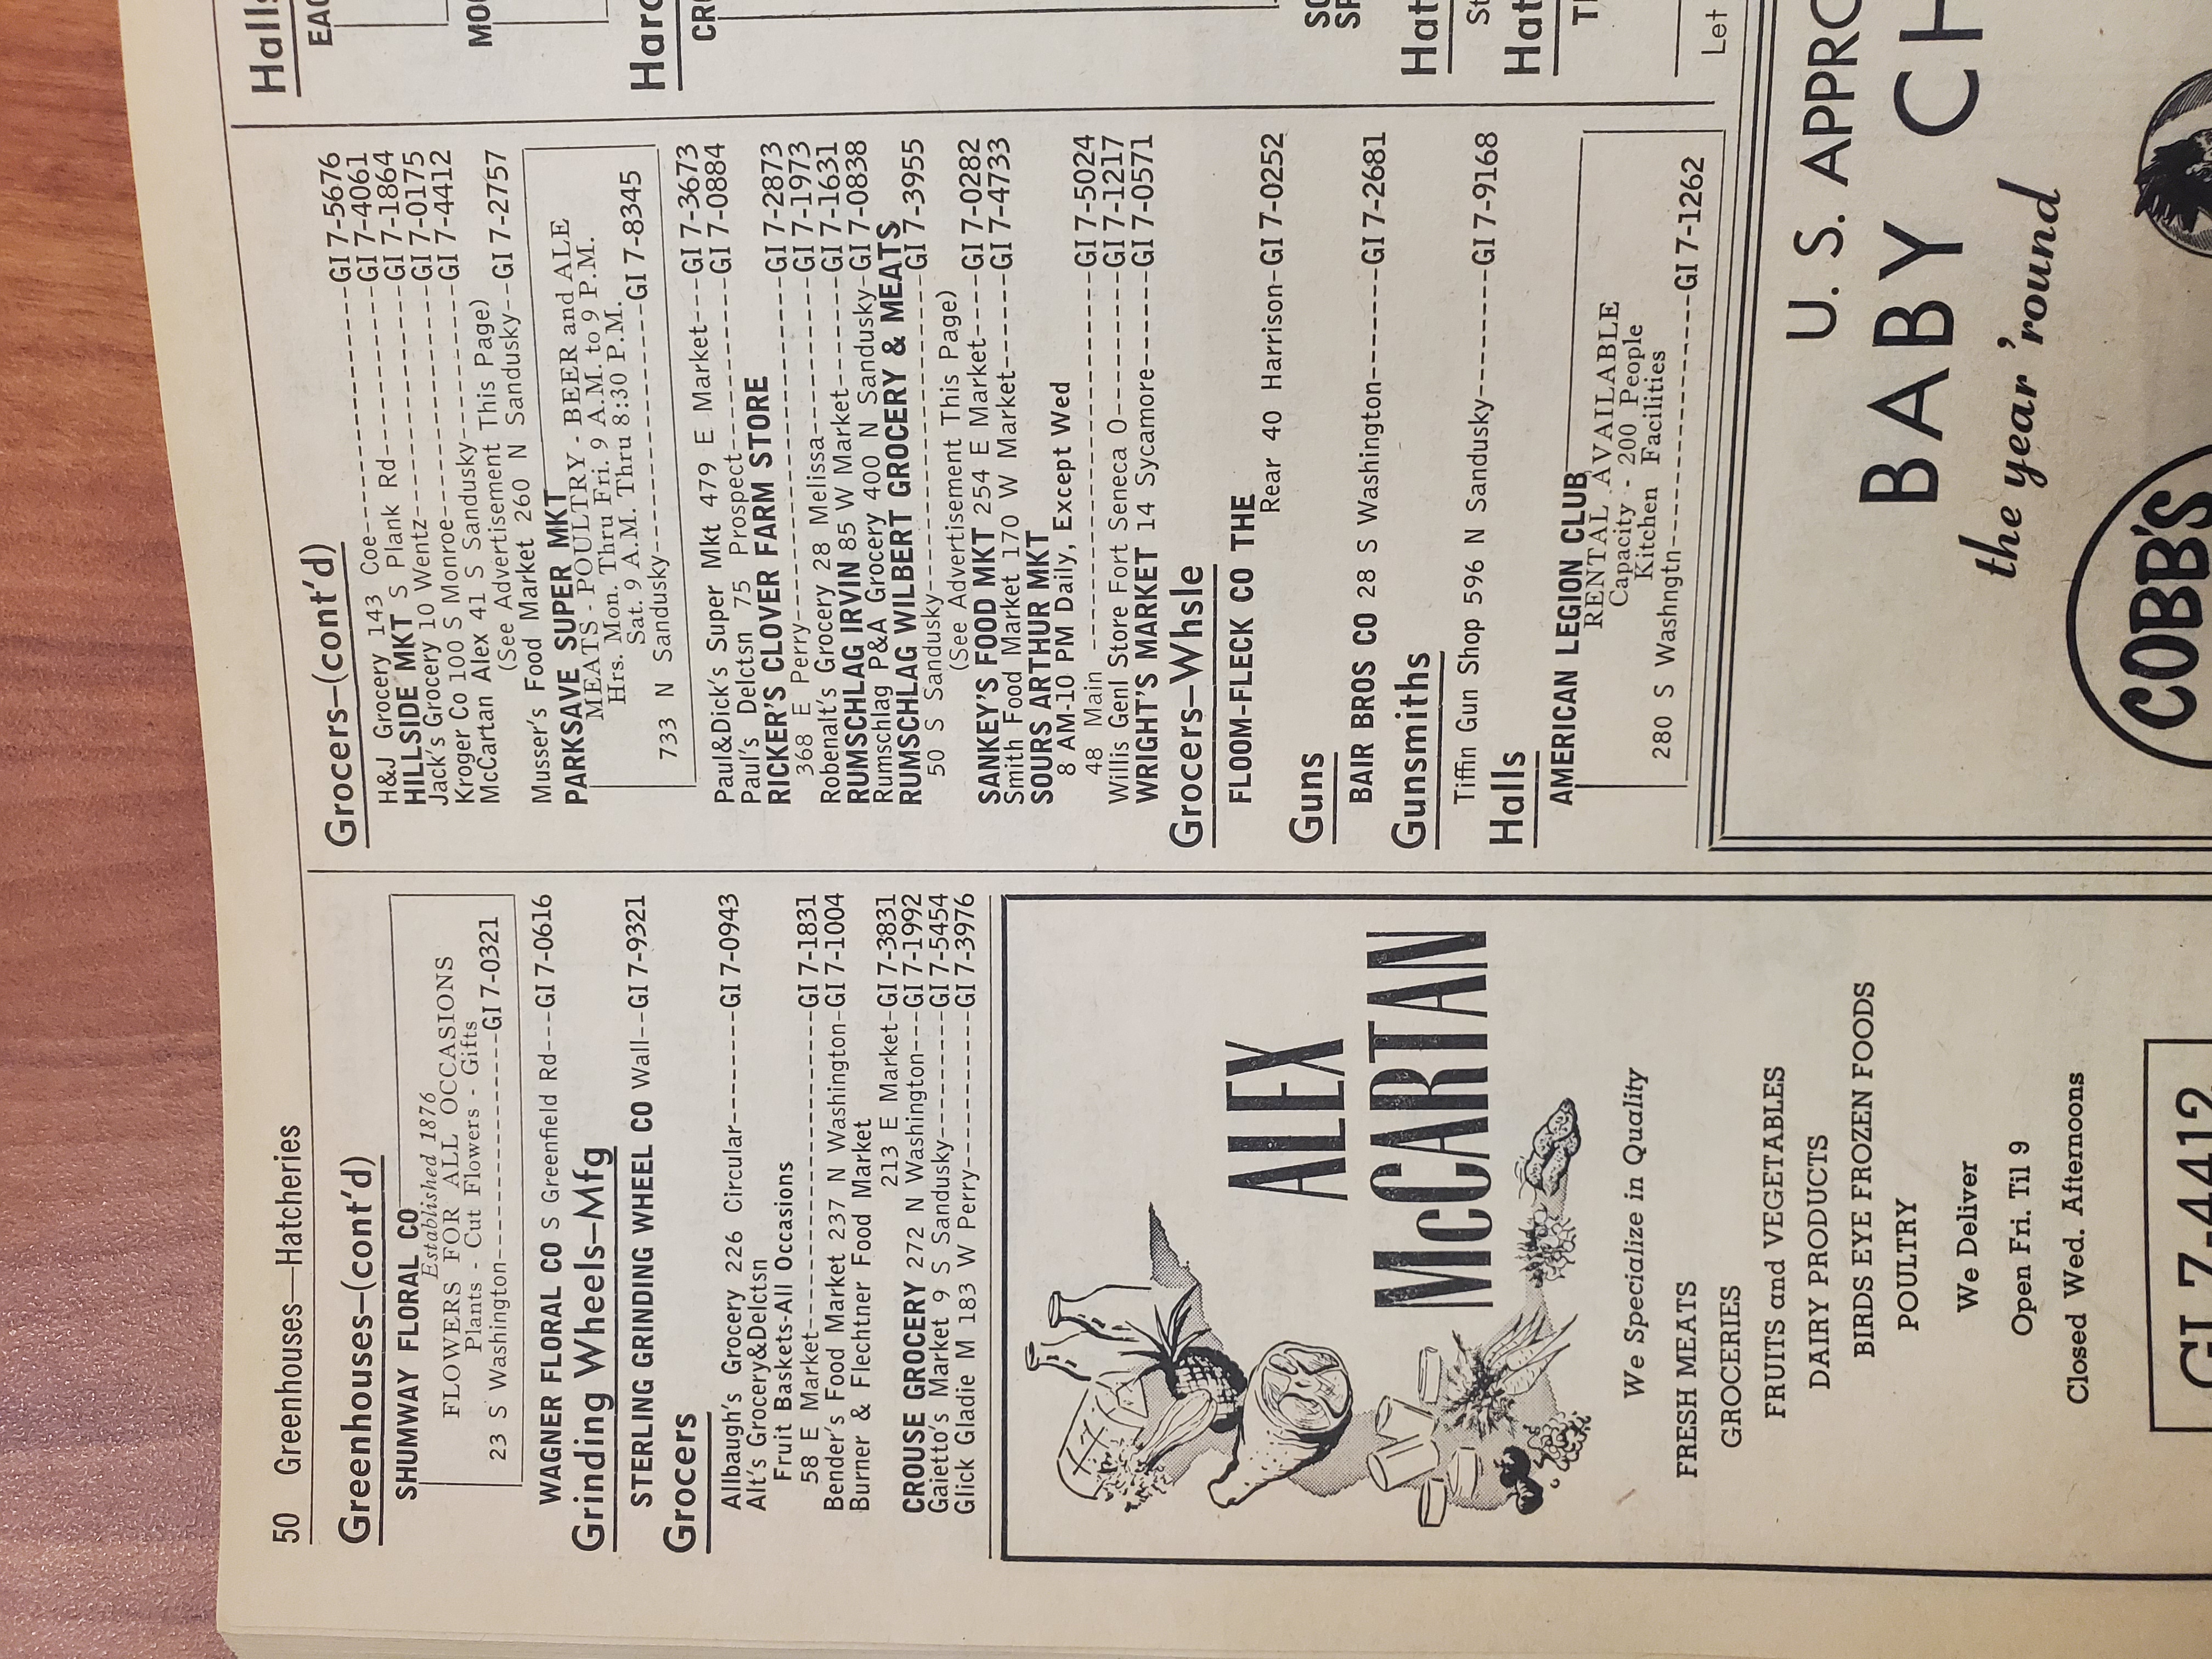 50 Greenhouses—Hatcheries
Greenhouses—(cont'd)
SHUMWAY FLORAL CO
Established 1876
FLOWERS FOR ALL OCCASIONS
Plants - Cut Flowers - Gifts
23 S Washington------------GI 7-0321
WAGNER FLORAL CO S Greenfield Rd---GI 7-0616
Grinding Wheels—Mfg
STERLING GRINDING WHEEL CO Wall--GI 7-9321
Grocers
Allbaugh's Grocery 226 Circular---------GI 7-0943
Alt's Grocery&Delctsn
Fruit Baskets-All Occasions
58 E Market-----------------------GI 7-1831
Bender's Food Market 237 N Washington-GI 7-1004
Burner & Flechtner Food Market
213 E Market-GI 7-3831
CROUSE GROCERY 272 N Washington---GI 7-1992
Gaietto's Market 9 S Sandusky--------GI 7-5454
Glick Gladie M 183 W Perry-----------GI 7-3976
ALEX
McCARTAN
We Specialize in Quality
FRESH MEATS
GROCERIES
FRUITS and VEGETABLES
DAIRY PRODUCTS
BIRDS EYE FROZEN FOODS
POULTRY
We Deliver
Open Fri. Til 9
Closed Wed. Afternoons
GI 7-4412
Grocers—(cont'd)
H&J Grocery 143 Coe-----------------GI 7-5676
HILLSIDE MKT S Plank Rd------------GI 7-4061
Jack's Grocery 10 Wentz---------------GI 7-1864
Kroger Co 100 S Monroe---------------GI 7-0175
McCartan Alex 41 S Sandusky----------GI 7-4412
(See Advertisement This Page)
Musser's Food Market 260 N Sandusky--GI 7-2757
PARKSAVE SUPER MKT
MEATS - POULTRY - BEER and ALE
Hrs. Mon. Thru Fri. 9 A.M. to 9 P.M.
Sat. 9 A.M. Thru 8:30 P.M.
733 N Sandusky-----------------GI 7-8345
Paul&Dick's Super Mkt 479 E Market---GI 7-3673
Paul's Delctsn 75 Prospect------------GI 7-0884
RICKER'S CLOVER FARM STORE
368 E Perry----------------------GI 7-2873
Robenalt's Grocery 28 Melissa----------GI 7-1973
RUMSCHLAG IRVIN 85 W Market-------GI 7-1631
Rumschlag P&A Grocery 400 N Sandusky-GI 7-0838
RUMSCHLAG WILBERT GROCERY & MEATS
50 S Sandusky--------------------GI 7-3955
(See Advertisement This Page)
SANKEY'S FOOD MKT 254 E Market----GI 7-0282
Smith Food Market 170 W Market------GI 7-4733
SOURS ARTHUR MKT
8 AM-10 PM Daily, Except Wed
48 Main -------------------------GI 7-5024
Willis Genl Store Fort Seneca O---------GI 7-1217
WRIGHT'S MARKET 14 Sycamore-------GI 7-0571
Grocers—Whsle
FLOOM-FLECK CO THE
Rear 40 Harrison-GI 7-0252
Guns
BAIR BROS CO 28 S Washington-------GI 7-2681
Gunsmiths
Tiffin Gun Shop 596 N Sandusky--------GI 7-9168
Halls
AMERICAN LEGION CLUB
RENTAL AVAILABLE
Capacity - 200 People
Kitchen Facilities
280 S Washngtn----------------GI 7-1262
U. S. APPRO
BABY CH
the year 'round
COBB'S
Halls
Hat
St
Hat
Let